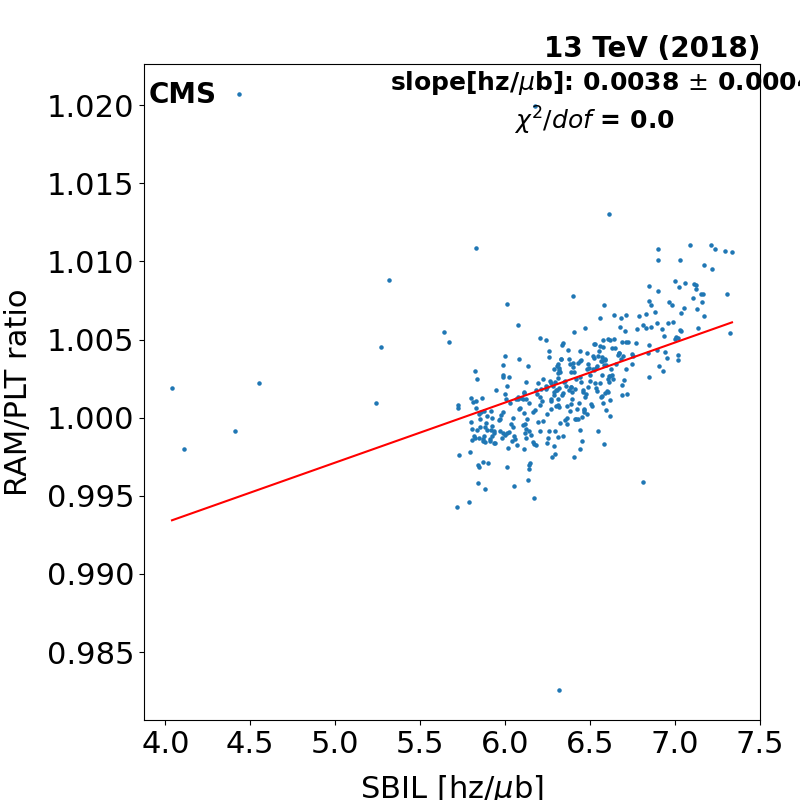 13 TeV (2018)
CMS
slope[hz/μb]: 0.0038 ± 0.0004
χ²/dof = 0.0
1.020
1.015
1.010
1.005
1.000
0.995
0.990
0.985
RAM/PLT ratio
4.0 4.5 5.0 5.5 6.0 6.5 7.0 7.5
SBIL [hz/μb]